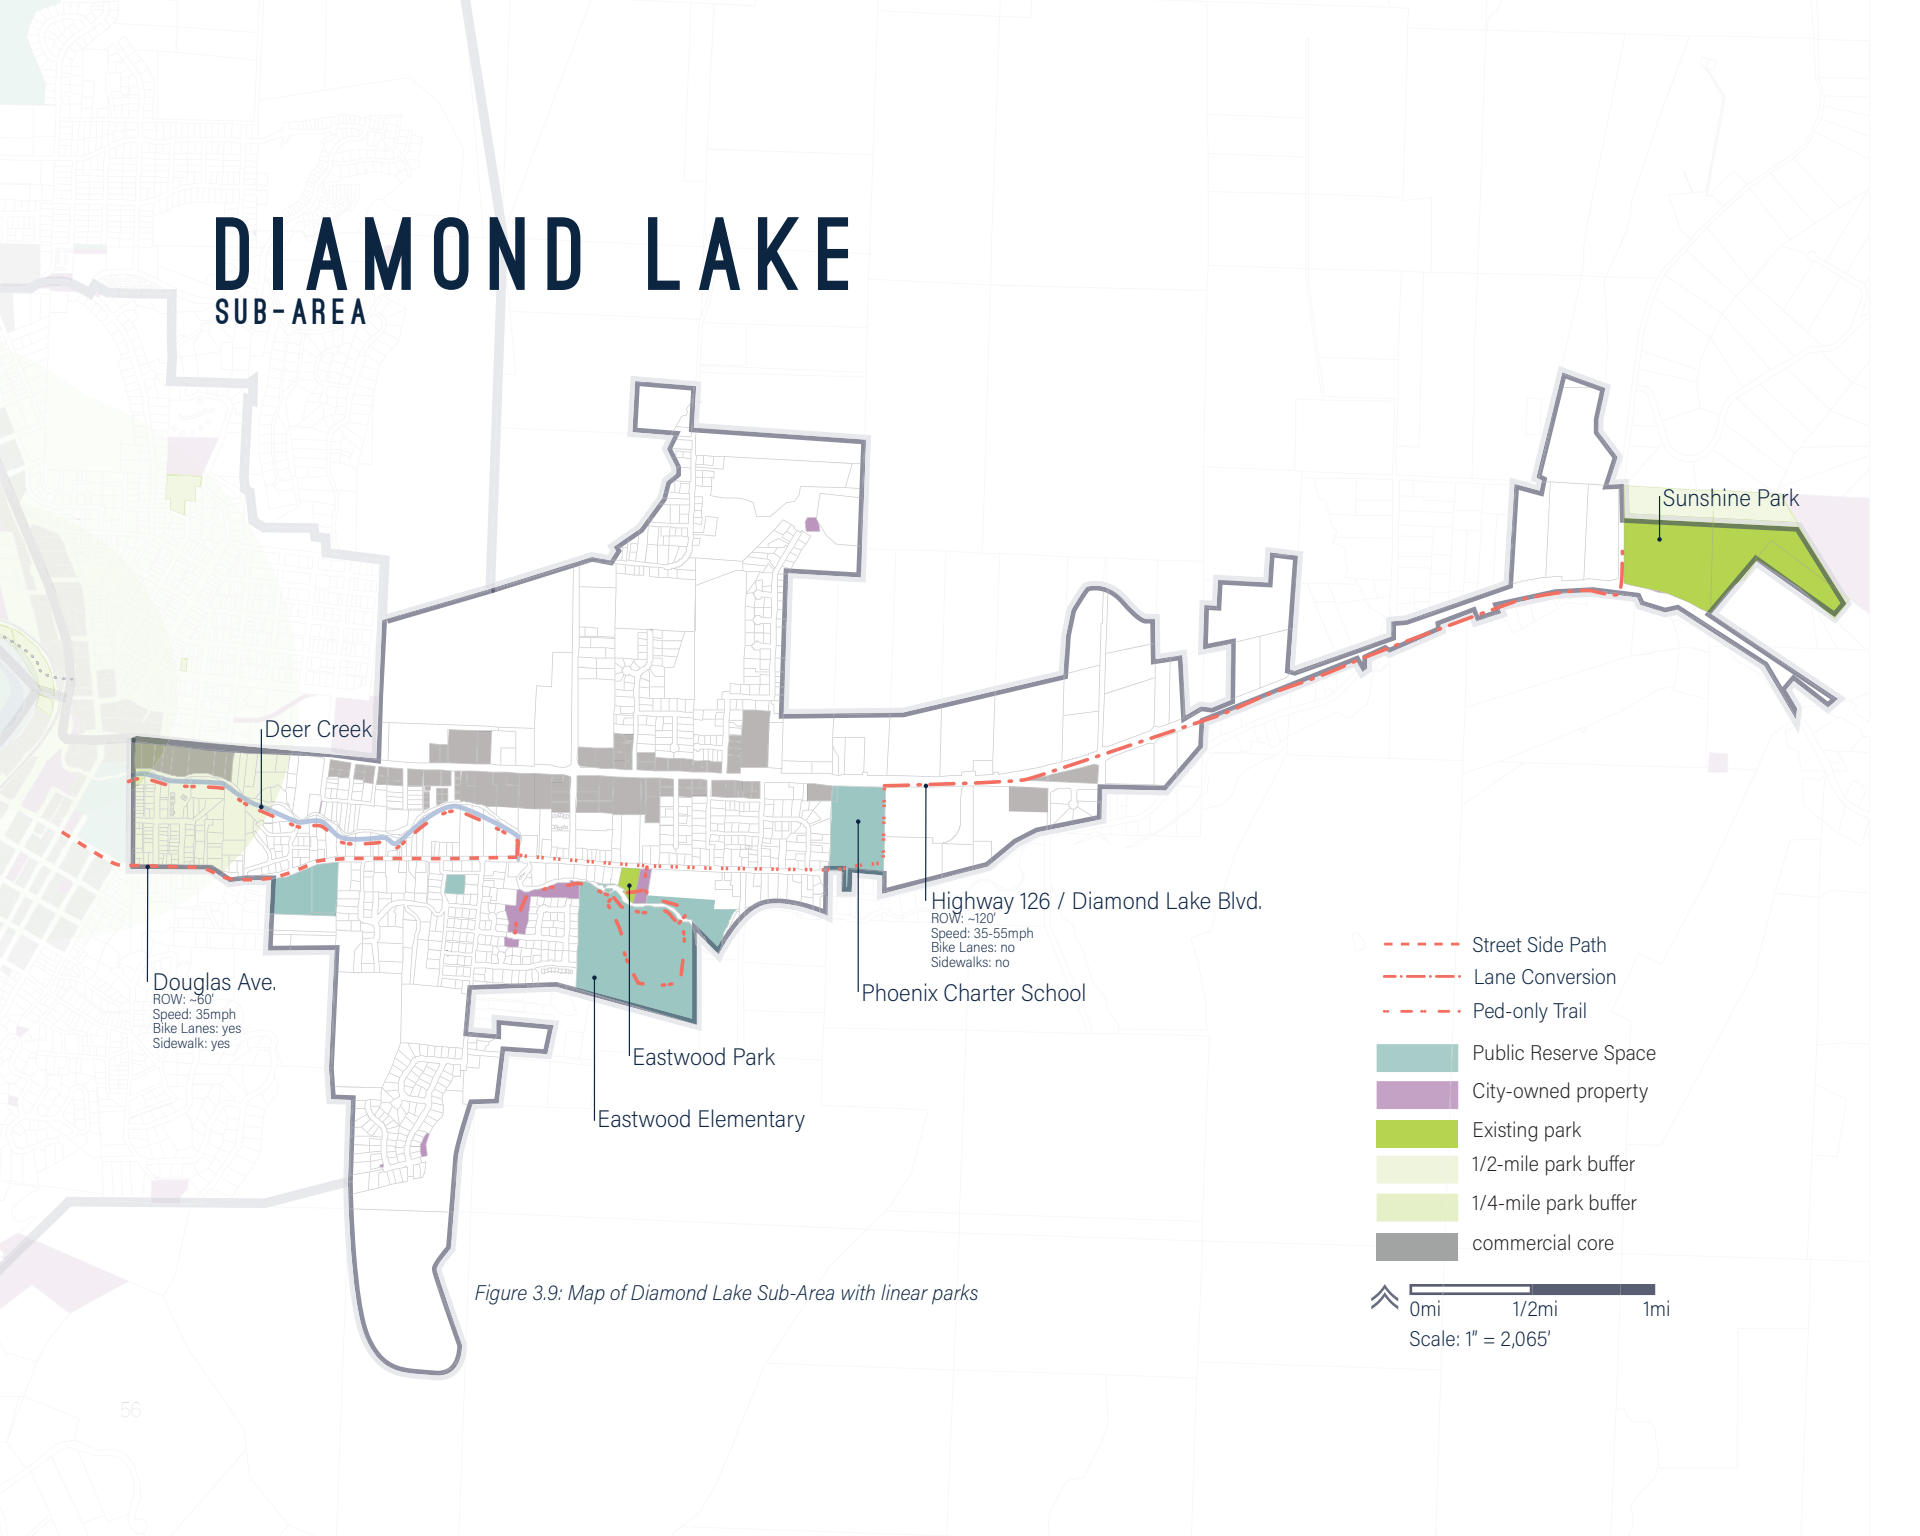 DIAMOND LAKE
SUB-AREA
Sunshine Park
Deer Creek
Highway 126 / Diamond Lake Blvd.
ROW: ~120'
Speed: 35-55mph
Bike Lanes: no
Sidewalks: no
Douglas Ave.
ROW: ~60'
Speed: 35mph
Bike Lanes: yes
Sidewalk: yes
Phoenix Charter School
Eastwood Park
Eastwood Elementary
Street Side Path
Lane Conversion
Ped-only Trail
Public Reserve Space
City-owned property
Existing park
1/2-mile park buffer
1/4-mile park buffer
commercial core
0mi 1/2mi 1mi
Scale: 1" = 2,065'
Figure 3.9: Map of Diamond Lake Sub-Area with linear parks
56